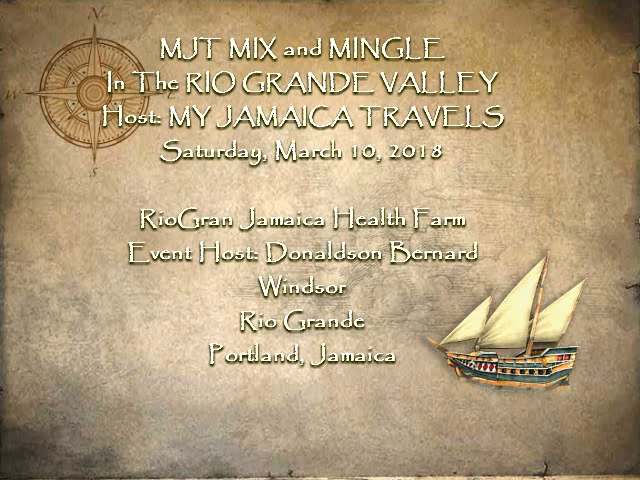 MJT MIX and MINGLE
In The RIO GRANDE VALLEY
Host: MY JAMAICA TRAVELS
Saturday, March 10, 2018
RioGran Jamaica Health Farm
Event Host: Donaldson Bernard
Windsor
Rio Grande
Portland, Jamaica
N
W
S